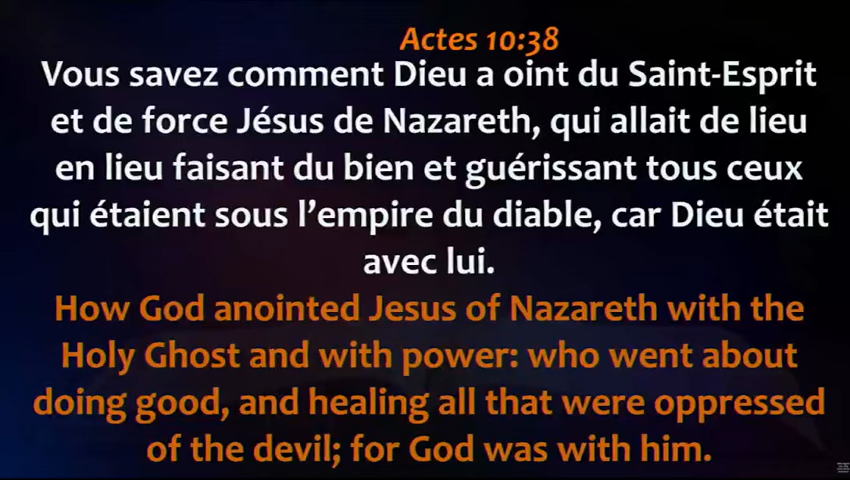 Actes 10:38
Vous savez comment Dieu a oint du Saint-Esprit
et de force Jésus de Nazareth, qui allait de lieu
en lieu faisant du bien et guérissant tous ceux
qui étaient sous l’empire du diable, car Dieu était
avec lui.
How God anointed Jesus of Nazareth with the
Holy Ghost and with power: who went about
doing good, and healing all that were oppressed
of the devil; for God was with him.